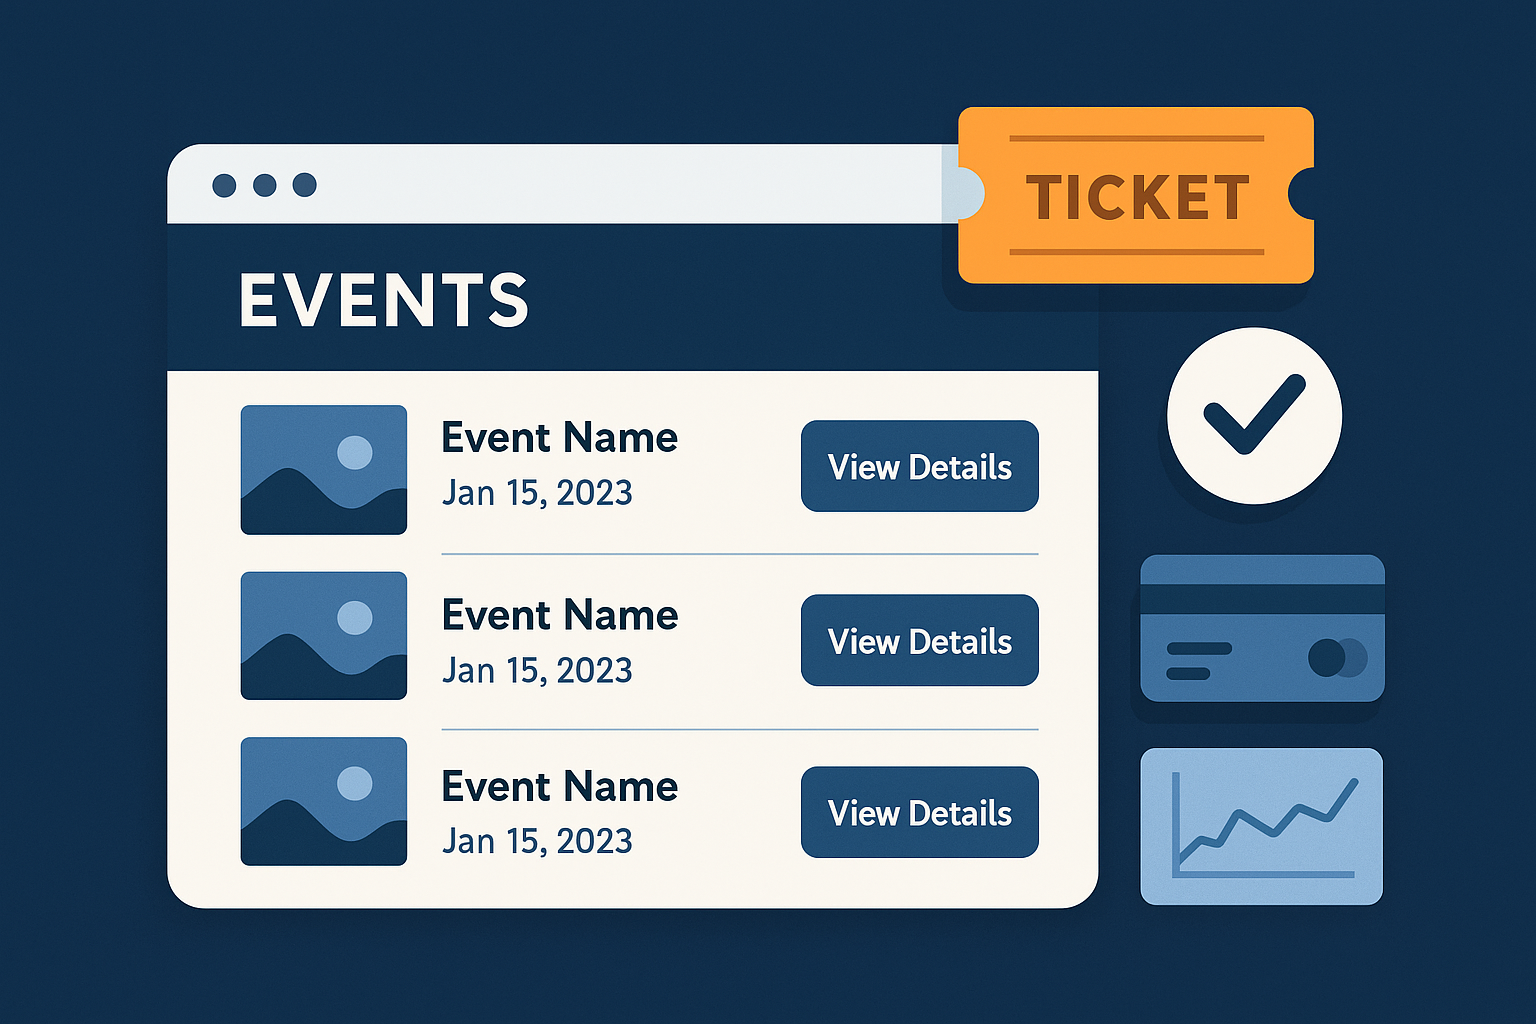 TICKET
EVENTS
Event Name
Jan 15, 2023
View Details
Event Name
Jan 15, 2023
View Details
Event Name
Jan 15, 2023
View Details